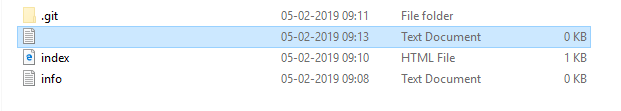 .git 05-02-2019 09:11 File folder
05-02-2019 09:13 Text Document 0 KB
index 05-02-2019 09:10 HTML File 1 KB
info 05-02-2019 09:08 Text Document 0 KB